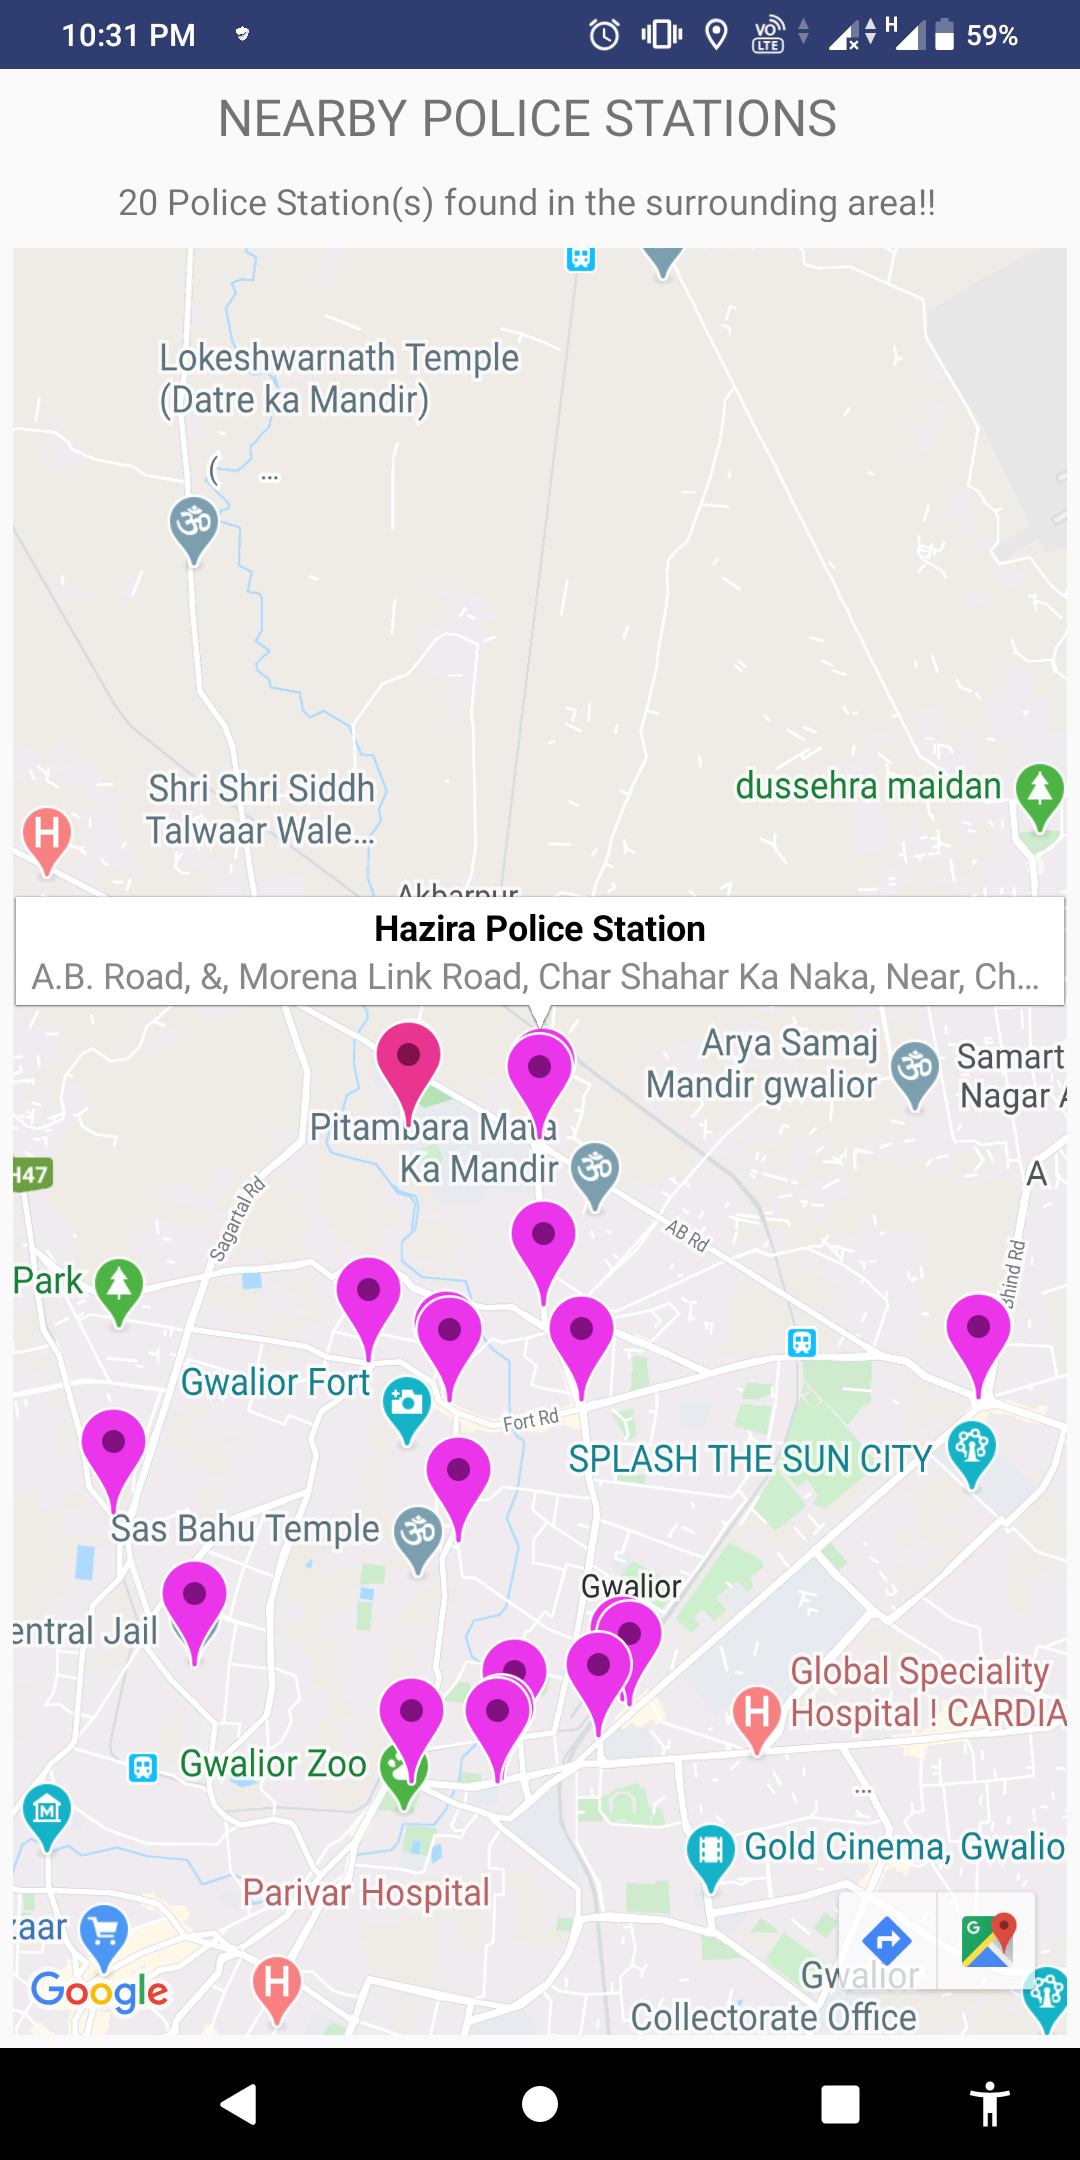 10:31 PM
VO LTE
H
59%
NEARBY POLICE STATIONS
20 Police Station(s) found in the surrounding area!!
Lokeshwarnath Temple
(Datre ka Mandir)
( ...
ॐ
Shri Shri Siddh
Talwaar Wale...
dussehra maidan
H
Akbarpur
Hazira Police Station
A.B. Road, &, Morena Link Road, Char Shahar Ka Naka, Near, Ch...
Arya Samaj
Mandir gwalior
ॐ
Samart
Nagar A
Pitambara Mata
Ka Mandir
ॐ
H47
A
Sagartal Rd
AB Rd
Bhind Rd
Park
Gwalior Fort
Fort Rd
SPLASH THE SUN CITY
Sas Bahu Temple
ॐ
Gwalior
entral Jail
Global Speciality
Hospital ! CARDIA
H
Gwalior Zoo
...
M
Gold Cinema, Gwalio
Parivar Hospital
zaar
G
Google
H
Gwalior
Collectorate Office